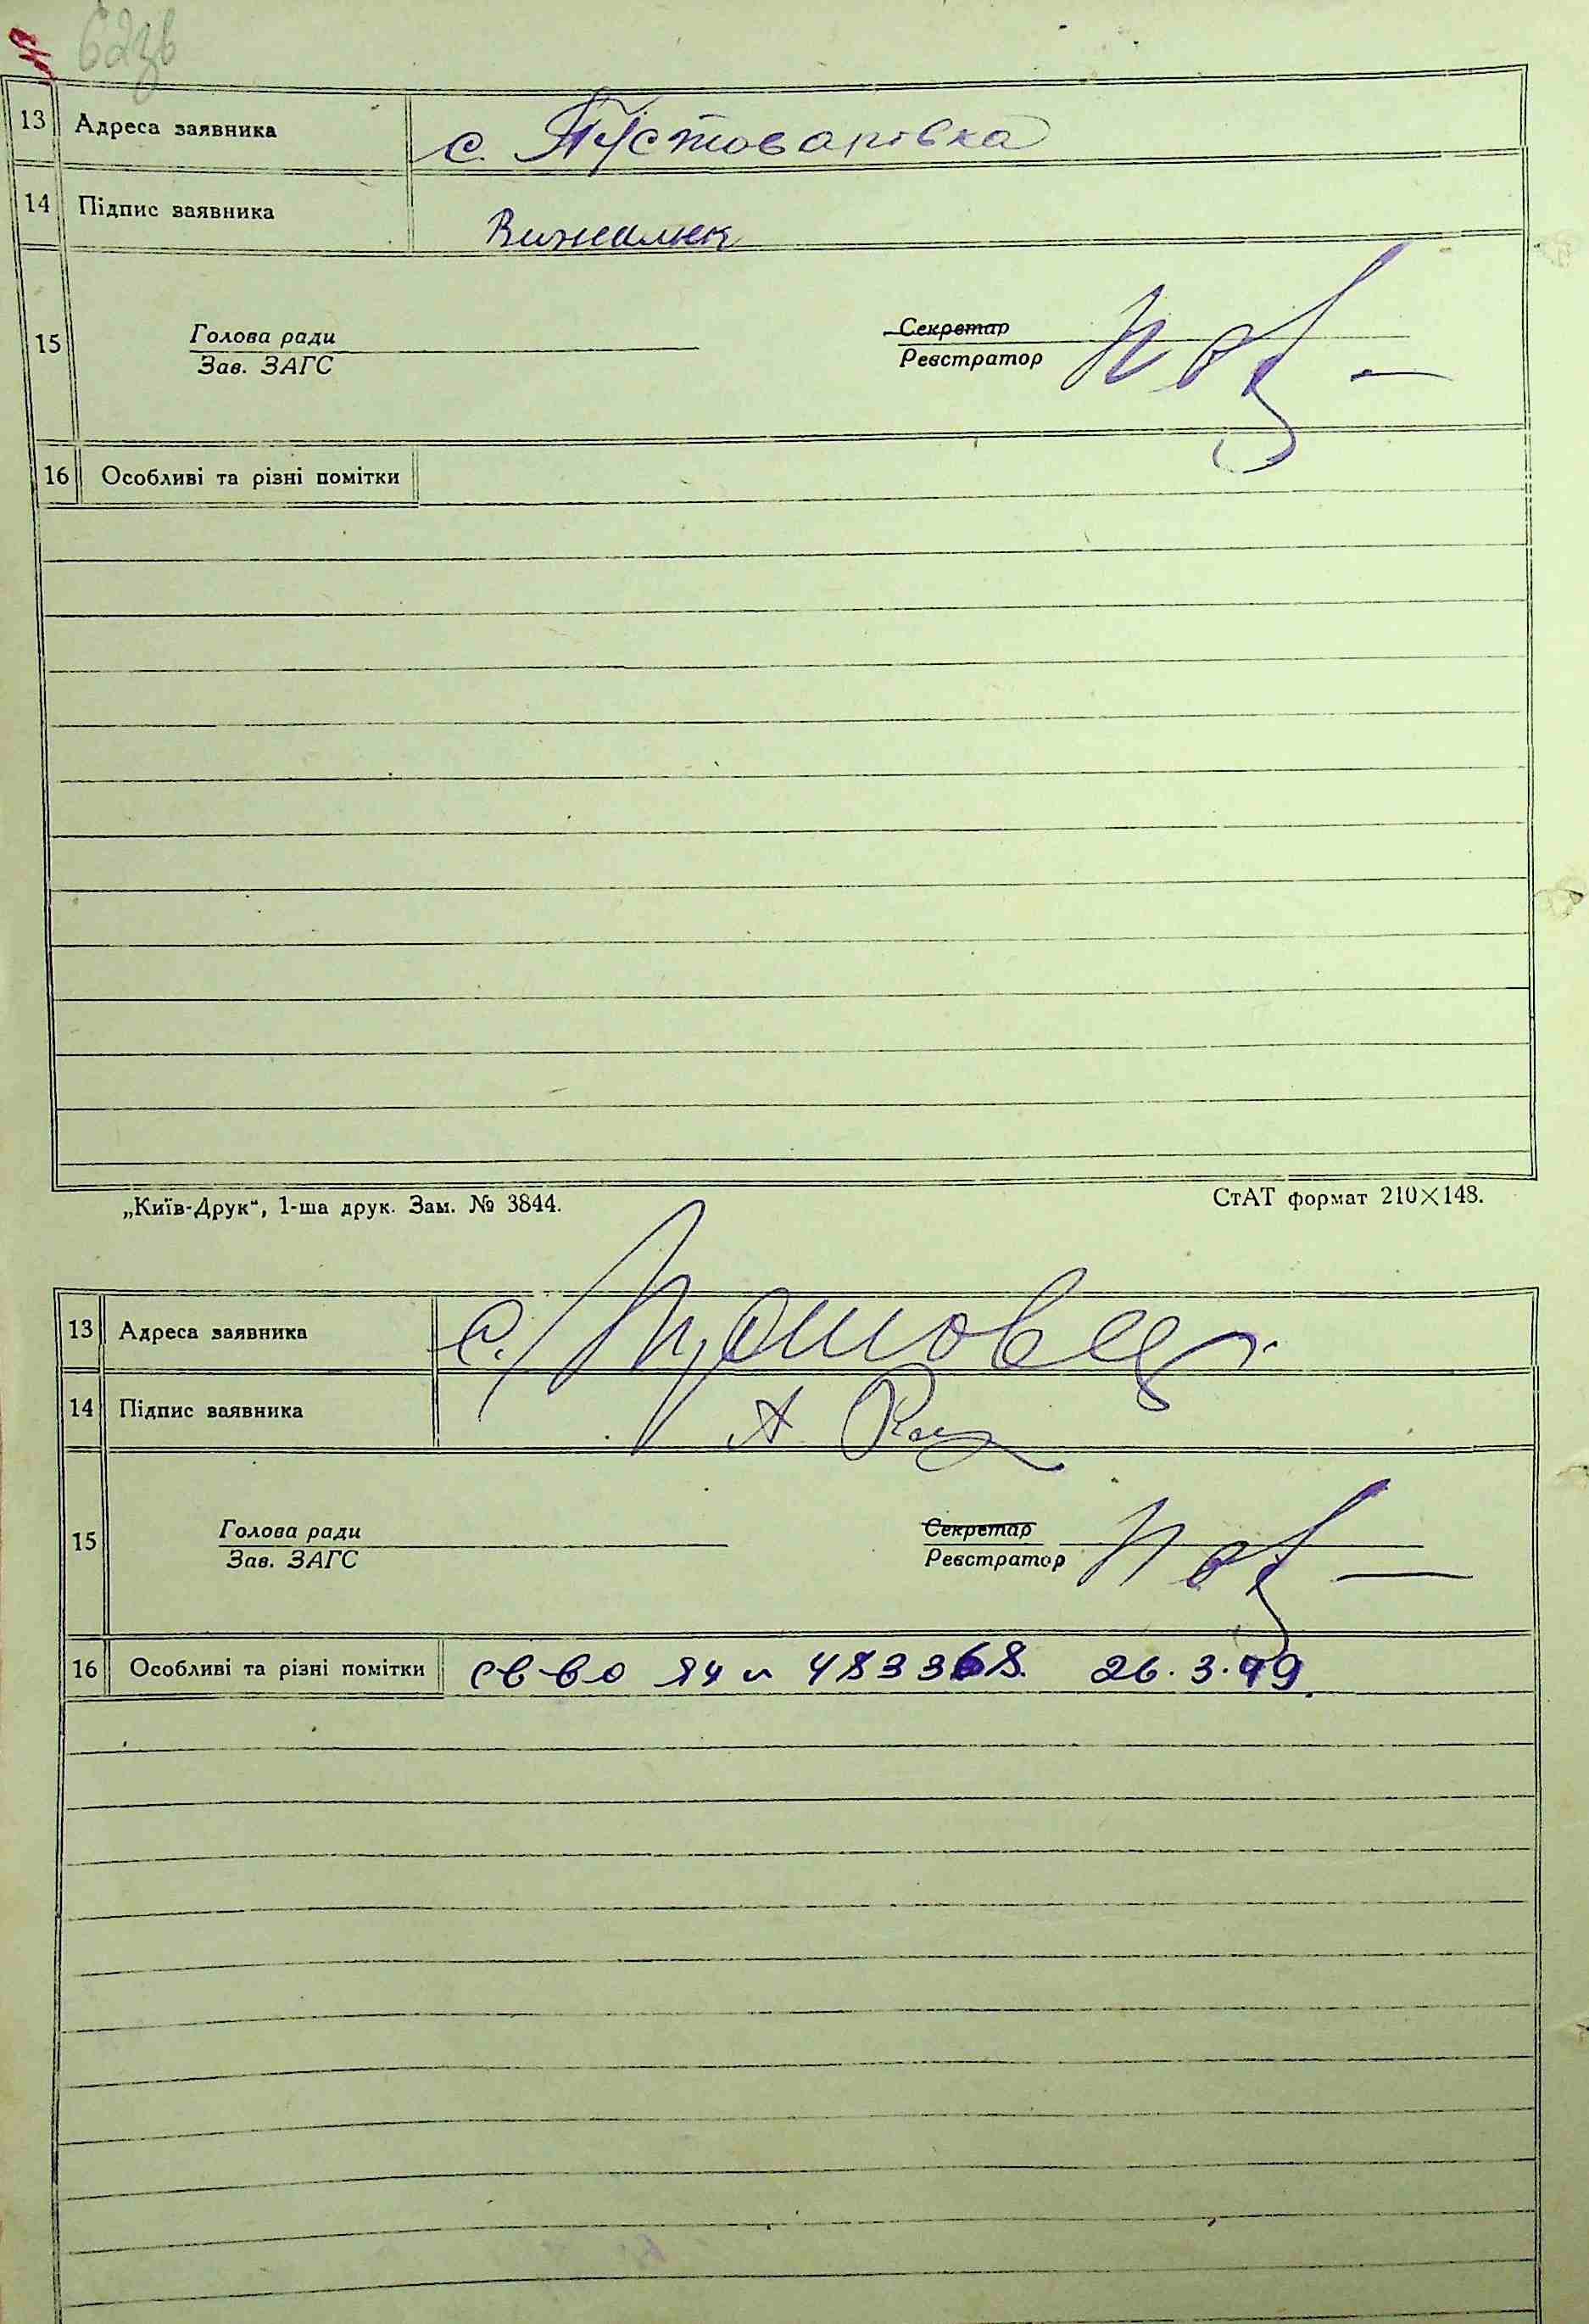 62зв
13 Адреса заявника с. Пустоварівка
14 Підпис заявника
15 Голова ради Секретар
Зав. ЗАГС Реєстратор
16 Особливі та різні помітки
„Київ-Друк“, 1-ша друк. Зам. № 3844. СтАТ формат 210×148.
13 Адреса заявника с.
14 Підпис заявника А.
15 Голова ради Секретар
Зав. ЗАГС Реєстратор
16 Особливі та різні помітки св-во 483368. 26.3.49.